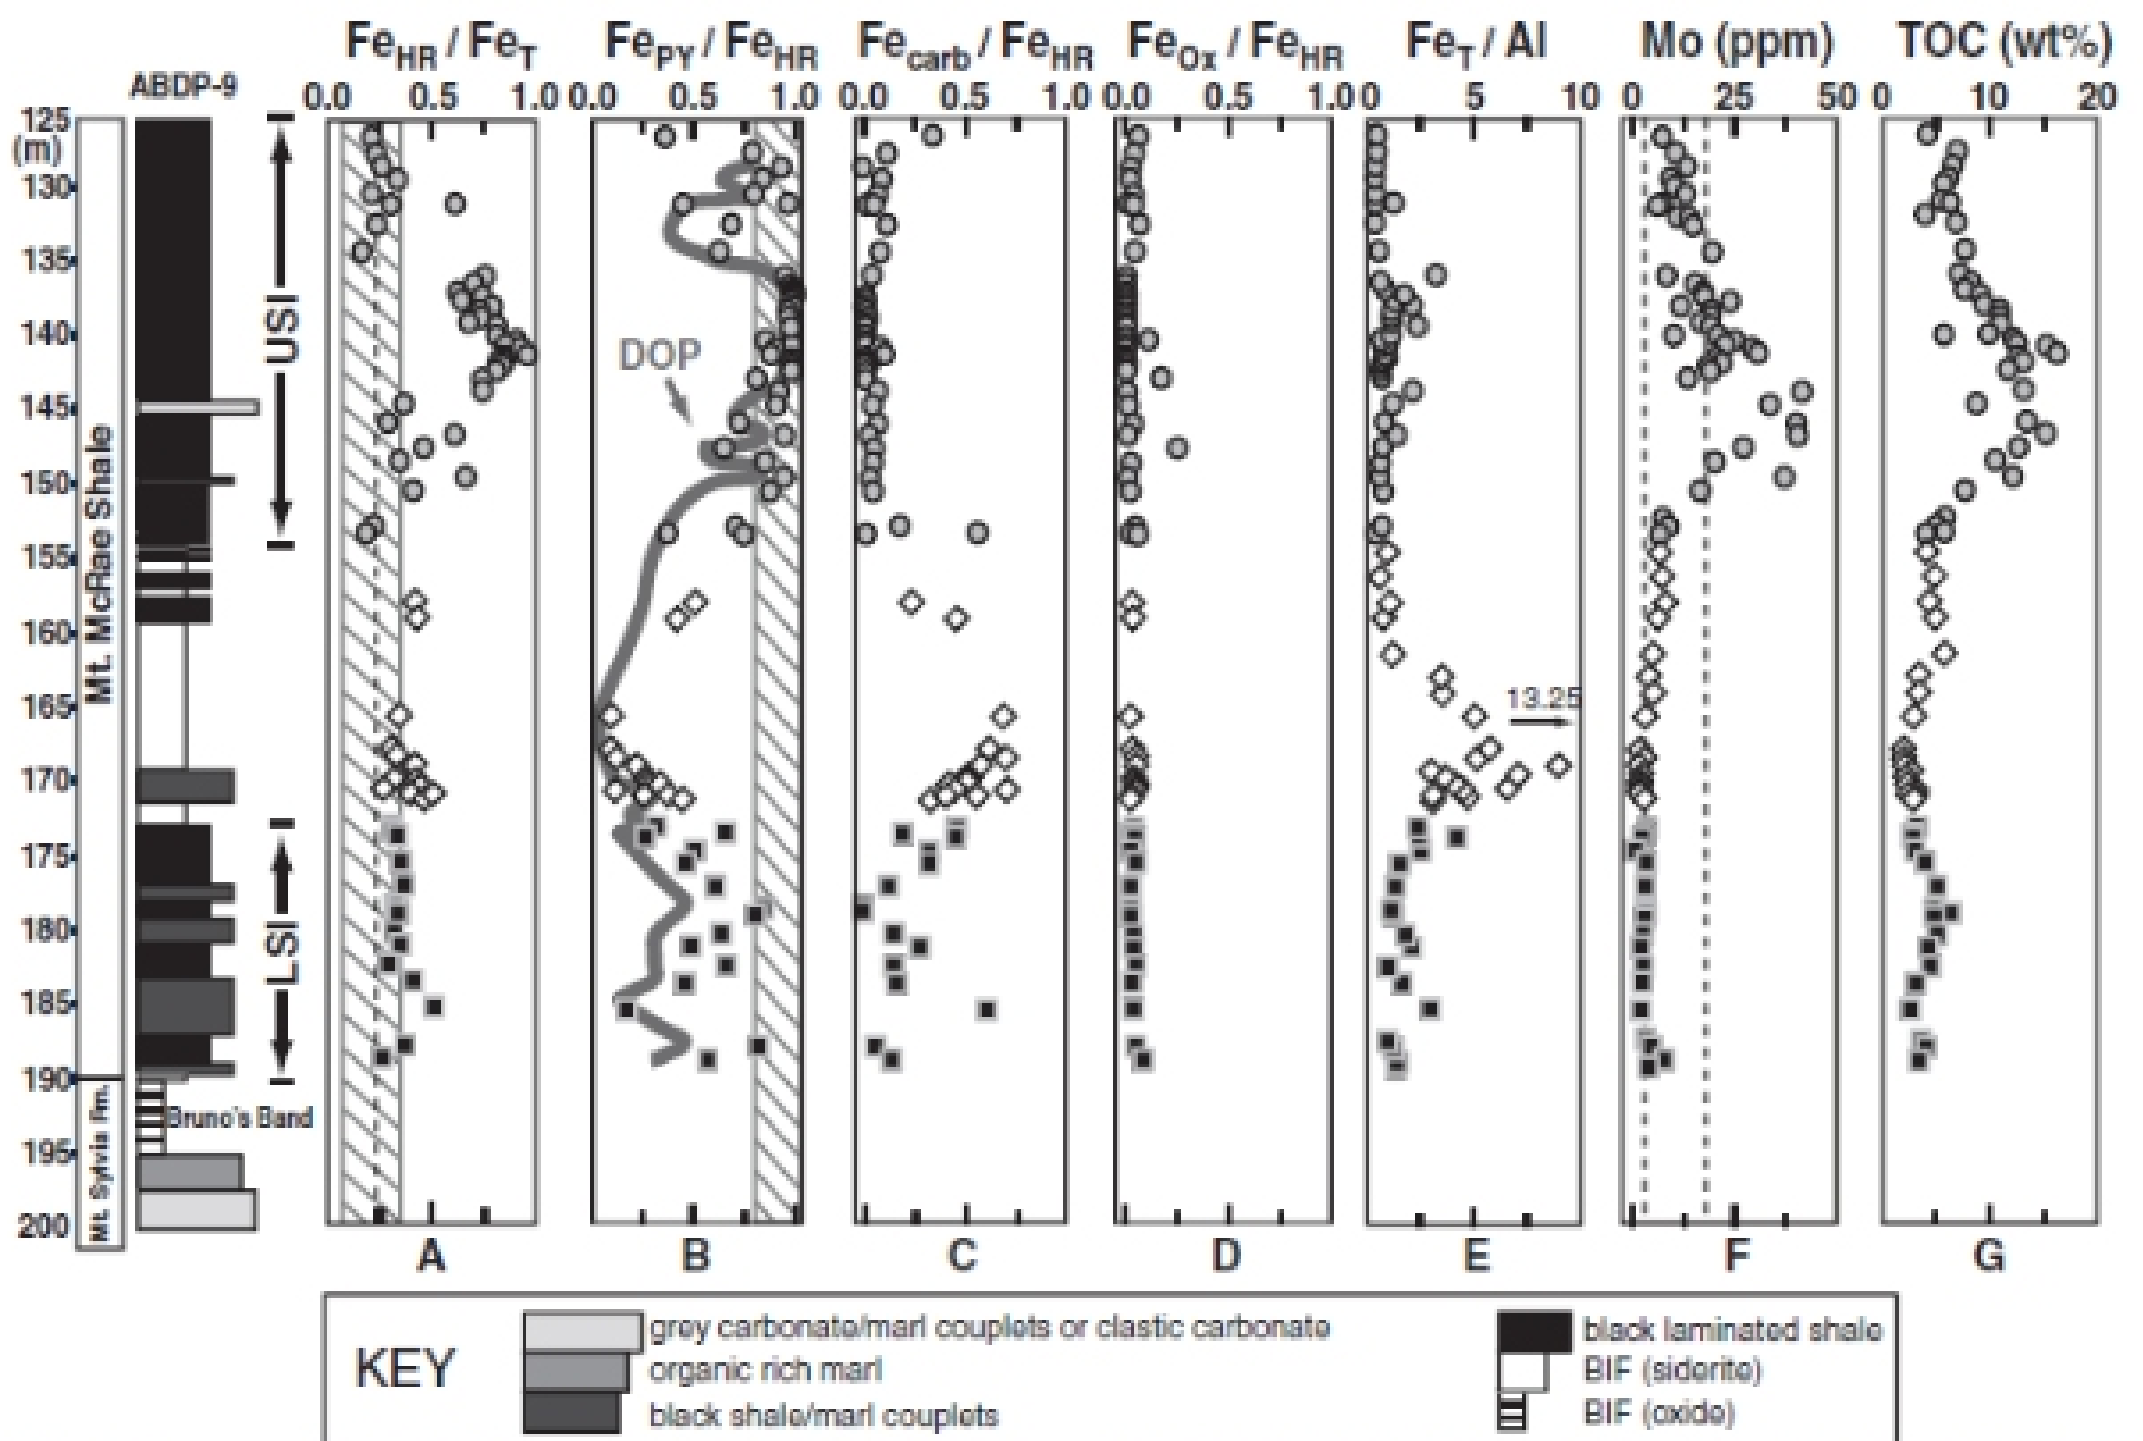 Fe_HR / Fe_T Fe_PY / Fe_HR Fe_carb / Fe_HR Fe_Ox / Fe_HR Fe_T / Al Mo (ppm) TOC (wt%)
ABDP-9 0.0 0.5 1.0 0.0 0.5 1.0 0.0 0.5 1.0 0.0 0.5 1.0 0 5 10 0 25 50 0 10 20
125
(m)
130
135
140
145
150
155
160
165
170
175
180
185
190
195
200
Mt. McRae Shale
Mt. Sylvia Fm.
USI
LSI
Bruno's Band
DOP
13.25
A B C D E F G
KEY
grey carbonate/marl couplets or clastic carbonate
organic rich marl
black shale/marl couplets
black laminated shale
BIF (siderite)
BIF (oxide)